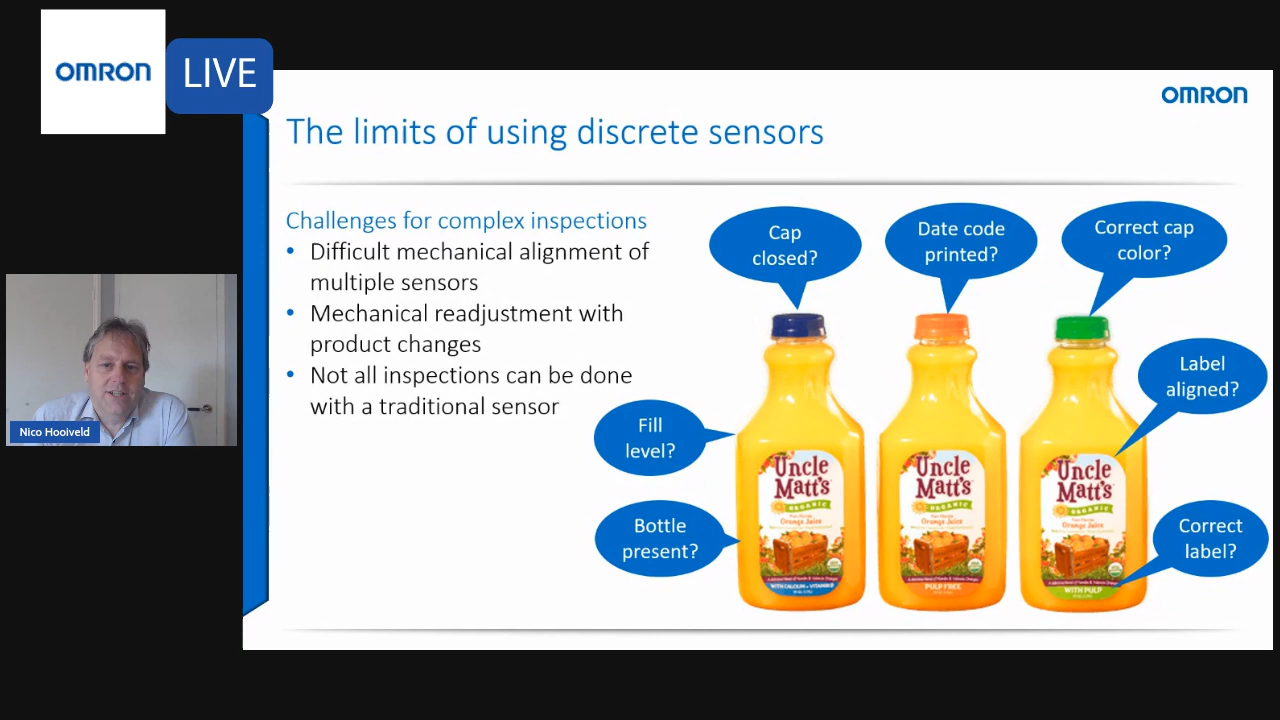 OMRON
LIVE
OMRON
The limits of using discrete sensors
Challenges for complex inspections
• Difficult mechanical alignment of
multiple sensors
• Mechanical readjustment with
product changes
• Not all inspections can be done
with a traditional sensor
Cap
closed?
Date code
printed?
Correct cap
color?
Label
aligned?
Fill
level?
Bottle
present?
Correct
label?
Uncle
Matt's
ORGANIC
Orange Juice
WITH CALCIUM + VITAMIN D
Uncle
Matt's
ORGANIC
Orange Juice
PULP FREE
Uncle
Matt's
ORGANIC
Orange Juice
WITH PULP
Nico Hooiveld